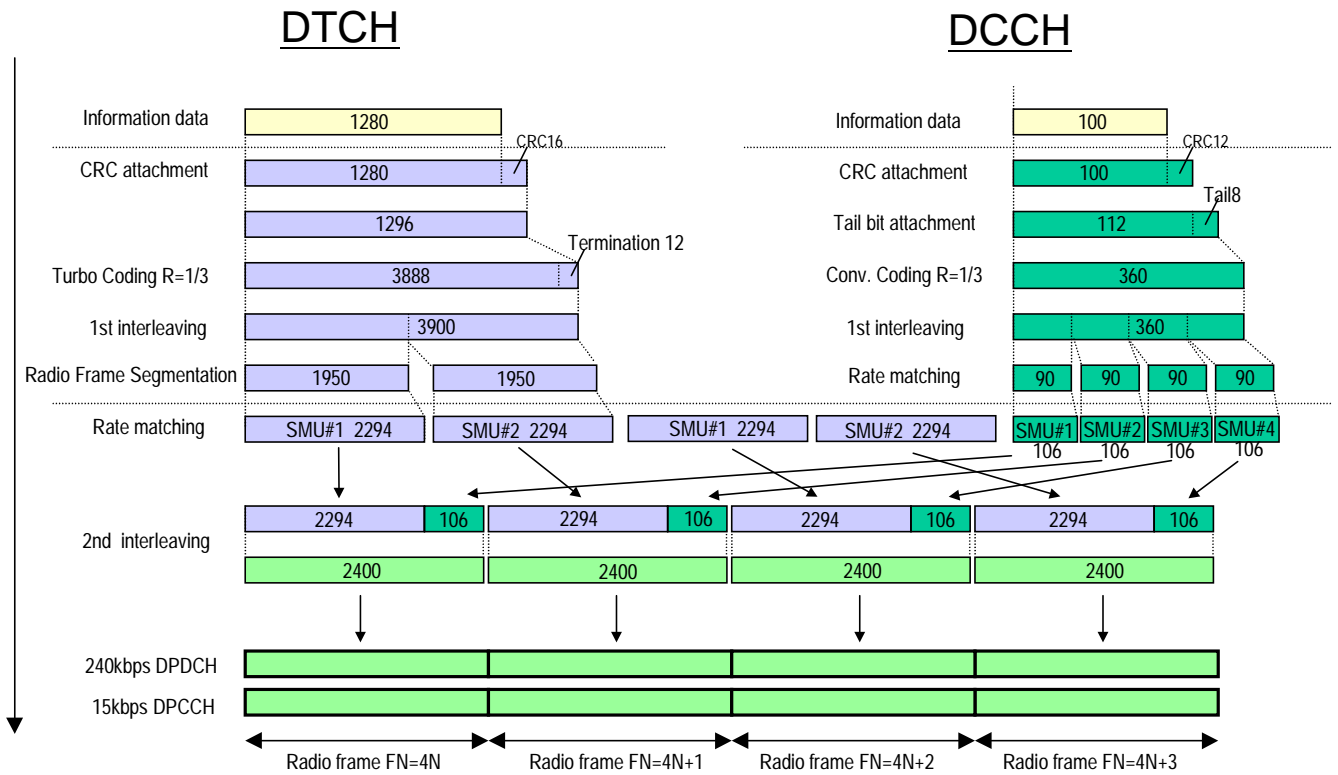 DTCH
DCCH
Information data
1280
Information data
100
CRC16
CRC12
CRC attachment
1280
CRC attachment
100
Tail8
1296
Tail bit attachment
112
Termination 12
Turbo Coding R=1/3
3888
Conv. Coding R=1/3
360
1st interleaving
3900
1st interleaving
360
Radio Frame Segmentation
1950
1950
Rate matching
90
90
90
90
Rate matching
SMU#1 2294
SMU#2 2294
SMU#1 2294
SMU#2 2294
SMU#1
106
SMU#2
106
SMU#3
106
SMU#4
106
2nd interleaving
2294
106
2294
106
2294
106
2294
106
2400
2400
2400
2400
240kbps DPDCH
15kbps DPCCH
Radio frame FN=4N
Radio frame FN=4N+1
Radio frame FN=4N+2
Radio frame FN=4N+3